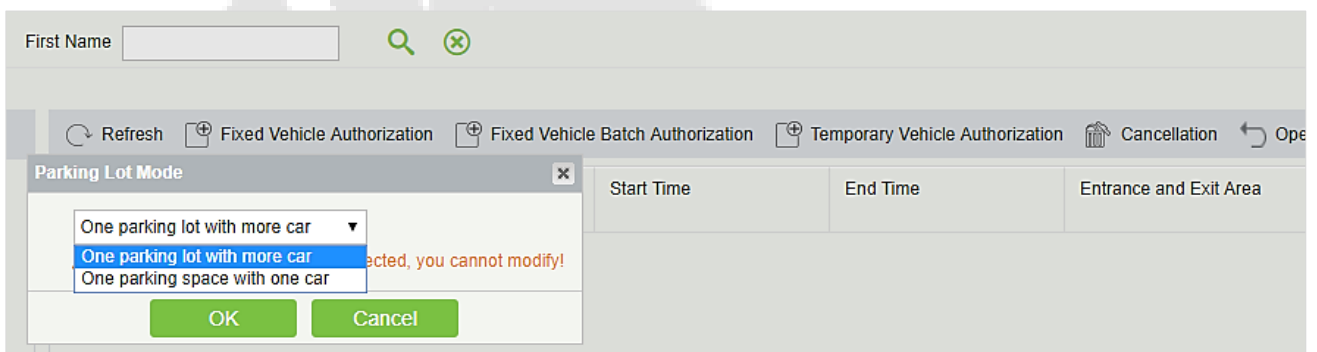 First Name
Refresh Fixed Vehicle Authorization Fixed Vehicle Batch Authorization Temporary Vehicle Authorization Cancellation Ope
Parking Lot Mode
Start Time End Time Entrance and Exit Area
One parking lot with more car
One parking lot with more car
ected, you cannot modify!
One parking space with one car
OK Cancel